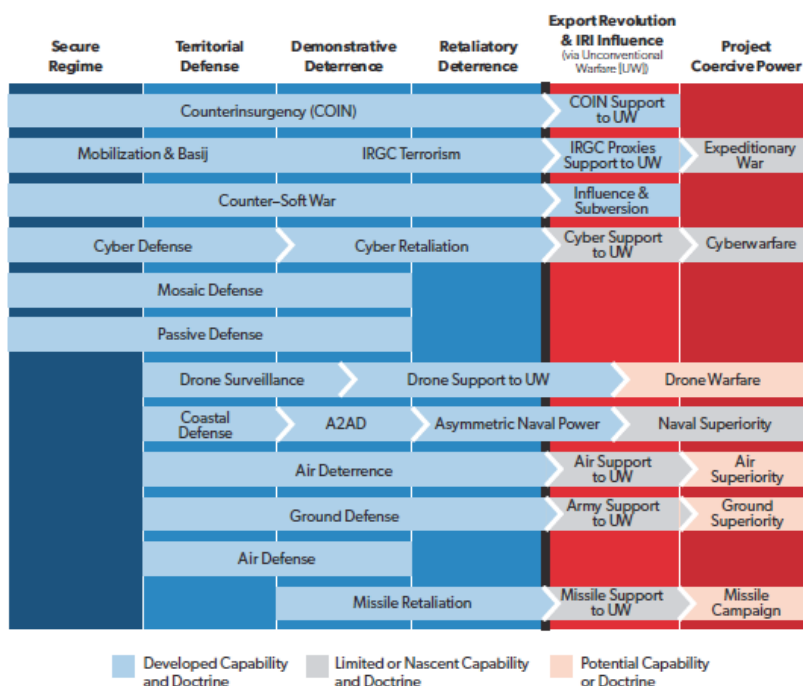 Secure
Regime
Territorial
Defense
Demonstrative
Deterrence
Retaliatory
Deterrence
Export Revolution
& IRI Influence
(via Unconventional
Warfare [UW])
Project
Coercive Power
Counterinsurgency (COIN)
COIN Support
to UW
Mobilization & Basij
IRGC Terrorism
IRGC Proxies
Support to UW
Expeditionary
War
Counter–Soft War
Influence &
Subversion
Cyber Defense
Cyber Retaliation
Cyber Support
to UW
Cyberwarfare
Mosaic Defense
Passive Defense
Drone Surveillance
Drone Support to UW
Drone Warfare
Coastal
Defense
A2AD
Asymmetric Naval Power
Naval Superiority
Air Deterrence
Air Support
to UW
Air
Superiority
Ground Defense
Army Support
to UW
Ground
Superiority
Air Defense
Missile Retaliation
Missile Support
to UW
Missile
Campaign
Developed Capability
and Doctrine
Limited or Nascent Capability
and Doctrine
Potential Capability
or Doctrine